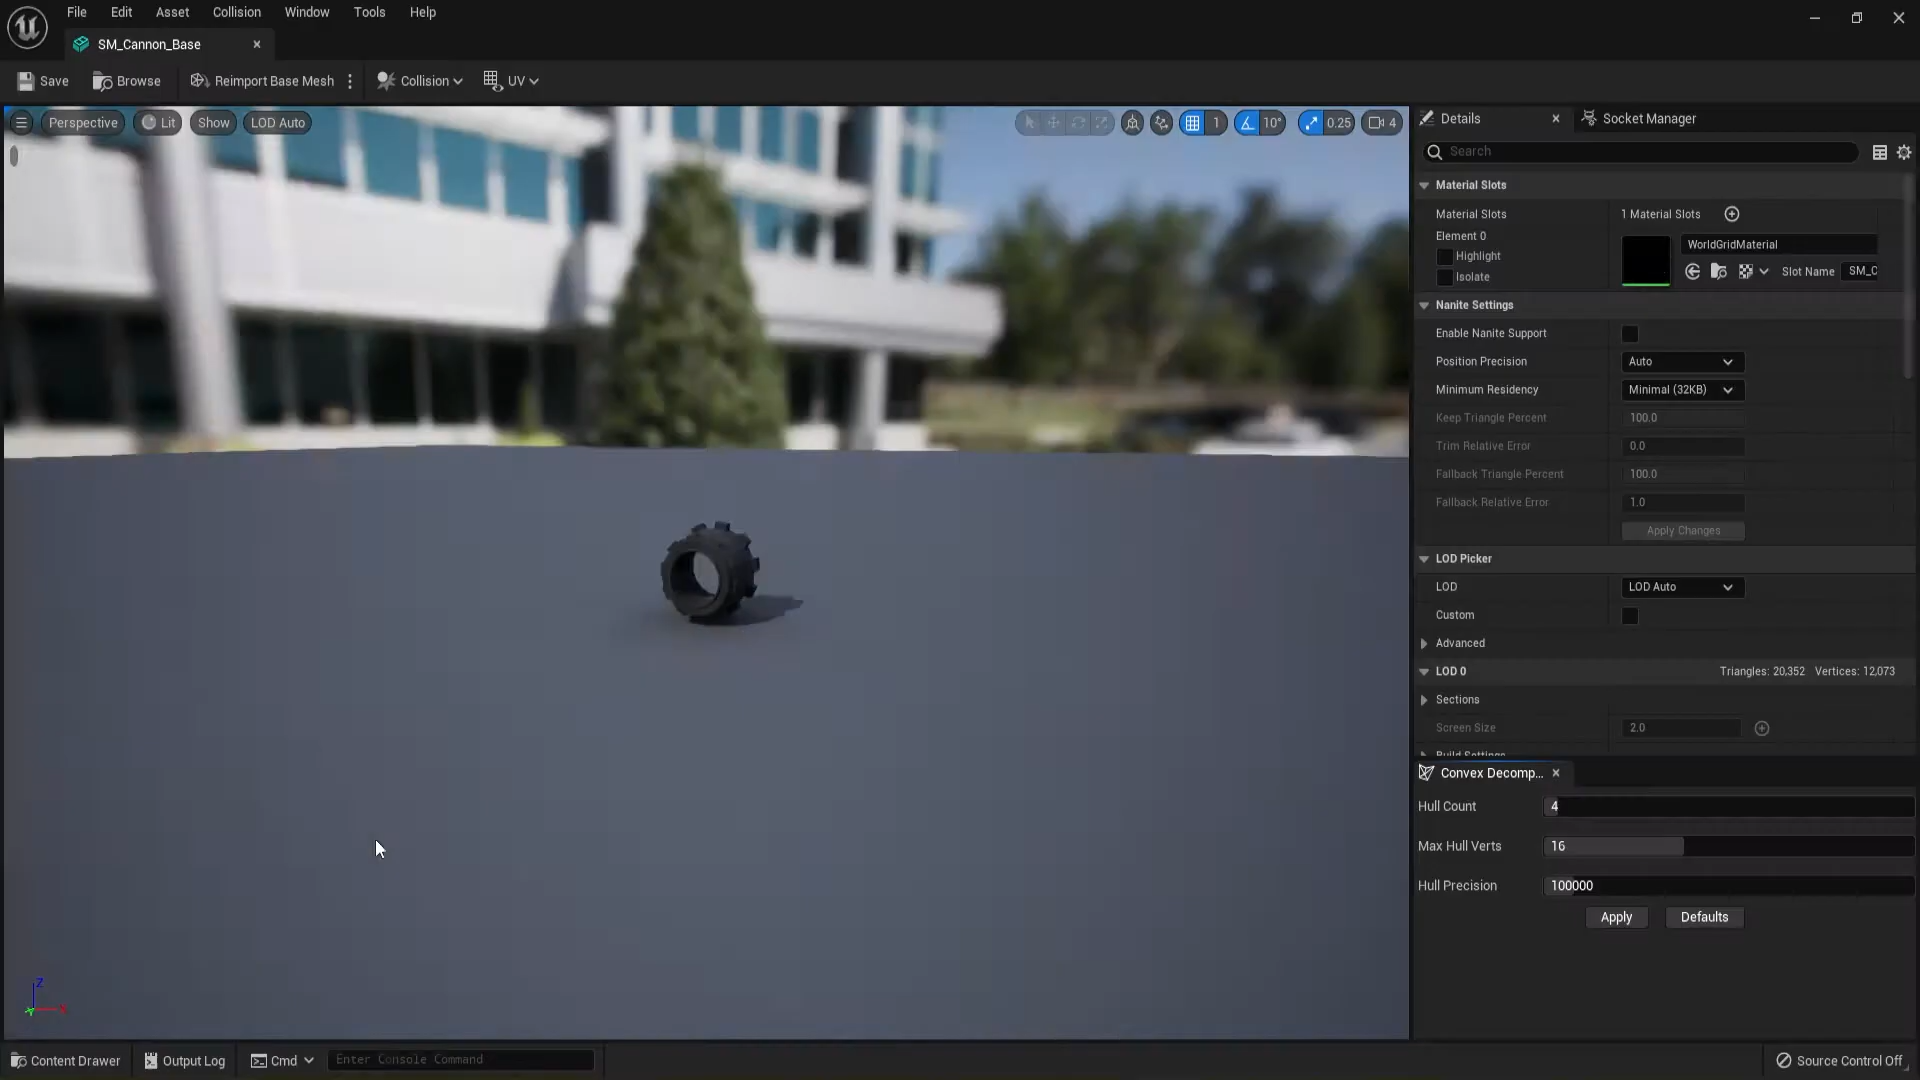 File Edit Asset Collision Window Tools Help
SM_Cannon_Base
Save Browse Reimport Base Mesh Collision UV
Perspective Lit Show LOD Auto 1 10° 0.25 4
Details Socket Manager
Search
Material Slots
Material Slots 1 Material Slots
Element 0
WorldGridMaterial
Highlight
Isolate
Slot Name SM_C
Nanite Settings
Enable Nanite Support
Position Precision Auto
Minimum Residency Minimal (32KB)
Keep Triangle Percent 100.0
Trim Relative Error 0.0
Fallback Triangle Percent 100.0
Fallback Relative Error 1.0
Apply Changes
LOD Picker
LOD LOD Auto
Custom
Advanced
LOD 0 Triangles: 20,352 Vertices: 12,073
Sections
Screen Size 2.0
Build Settings
Convex Decomp...
Hull Count 4
Max Hull Verts 16
Hull Precision 100000
Apply Defaults
Z
X
Y
Content Drawer Output Log Cmd Enter Console Command Source Control Off